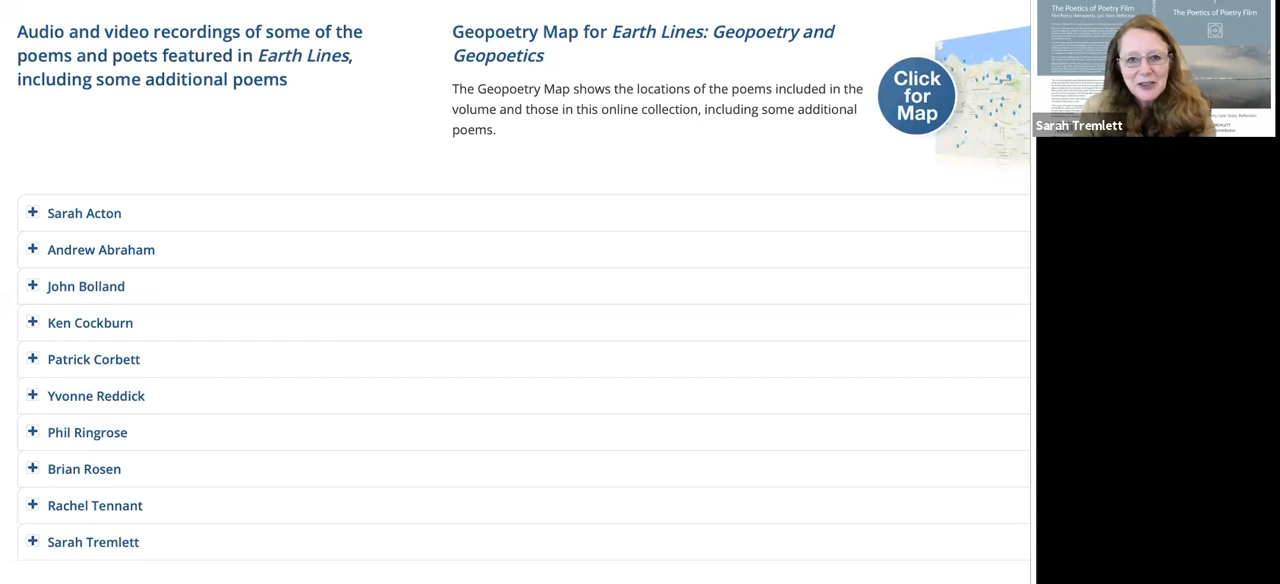 Audio and video recordings of some of the
poems and poets featured in Earth Lines,
including some additional poems
Geopoetry Map for Earth Lines: Geopoetry and
Geopoetics
The Geopoetry Map shows the locations of the poems included in the
volume and those in this online collection, including some additional
poems.
Click
for
Map
Sarah Acton
Andrew Abraham
John Bolland
Ken Cockburn
Patrick Corbett
Yvonne Reddick
Phil Ringrose
Brian Rosen
Rachel Tennant
Sarah Tremlett
The Poetics of Poetry Film
The Poetics of Poetry Film
Sarah Tremlett